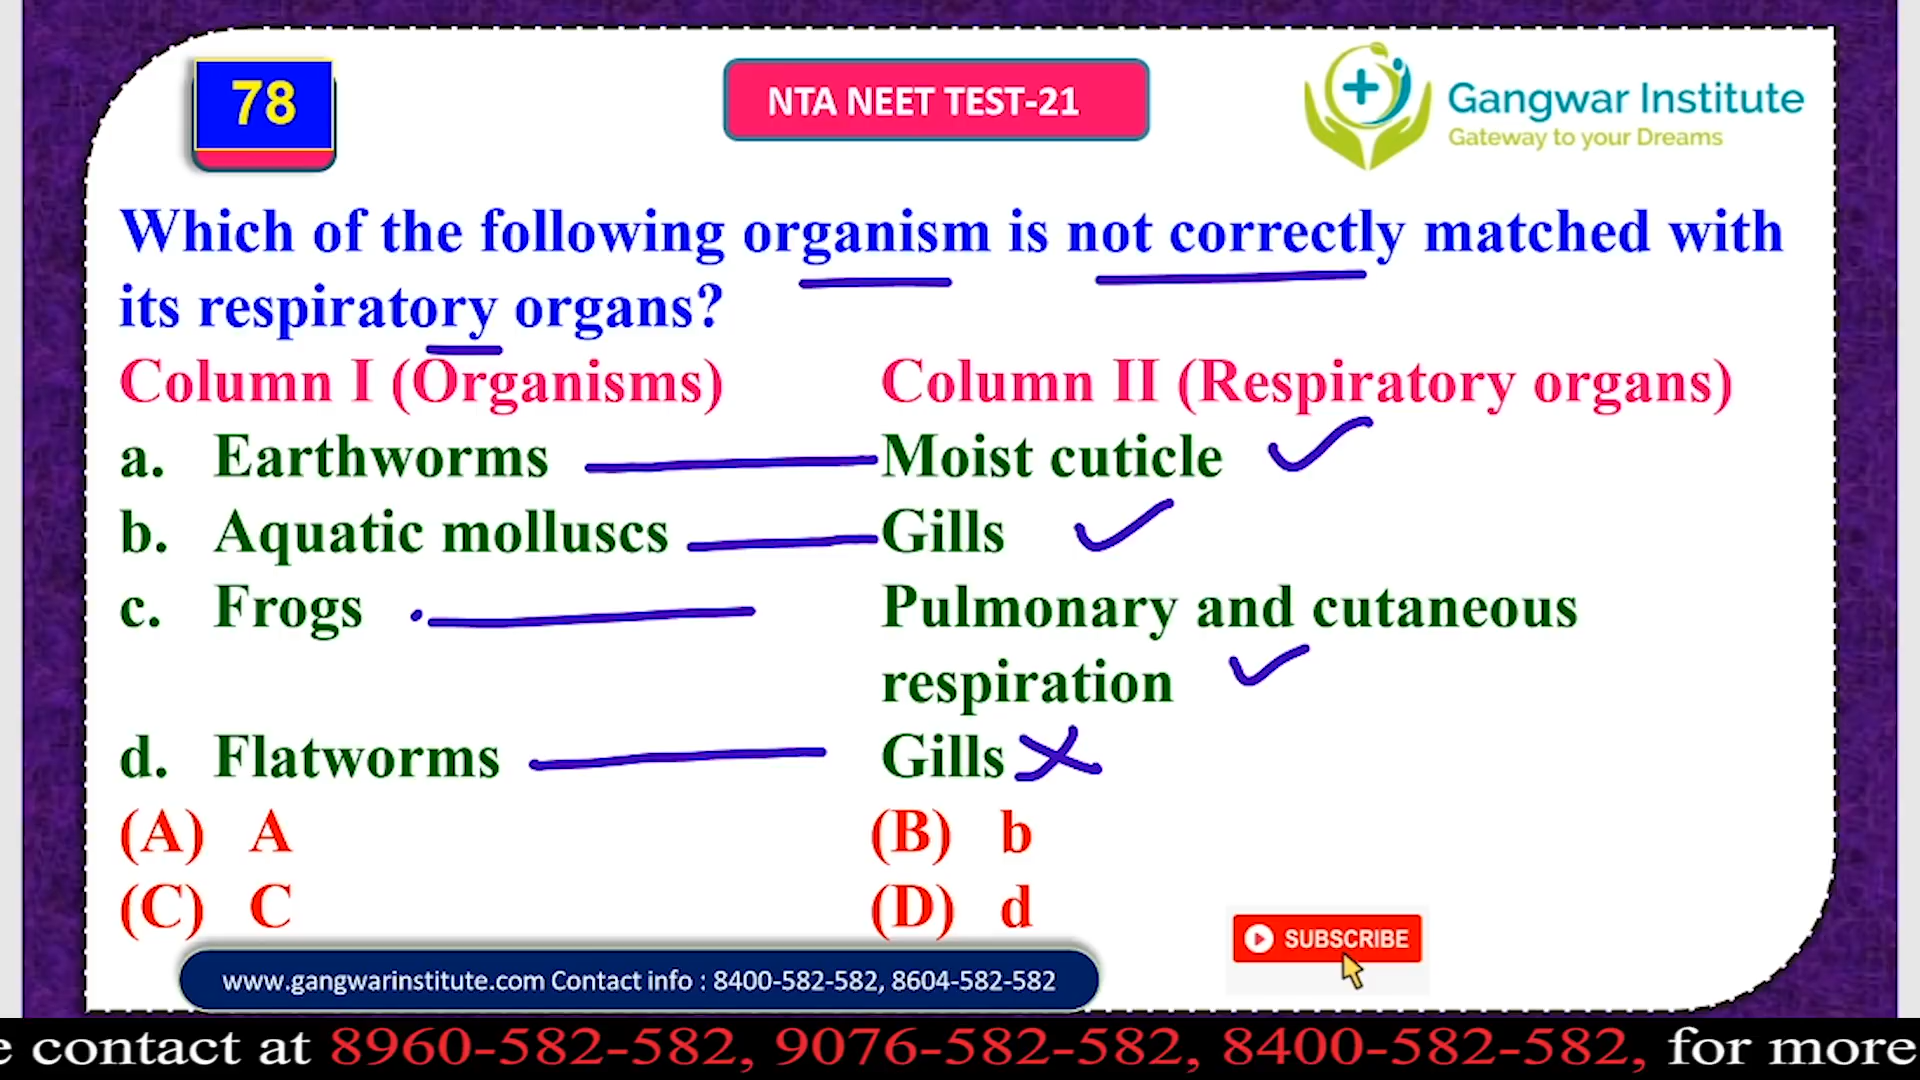 78
NTA NEET TEST-21
Gangwar Institute
Gateway to your Dreams
Which of the following organism is not correctly matched with
its respiratory organs?
Column I (Organisms) Column II (Respiratory organs)
a. Earthworms Moist cuticle
b. Aquatic molluscs Gills
c. Frogs Pulmonary and cutaneous
respiration
d. Flatworms Gills
(A) A (B) b
(C) C (D) d
SUBSCRIBE
www.gangwarinstitute.com Contact info : 8400-582-582, 8604-582-582
e contact at 8960-582-582, 9076-582-582, 8400-582-582, for more